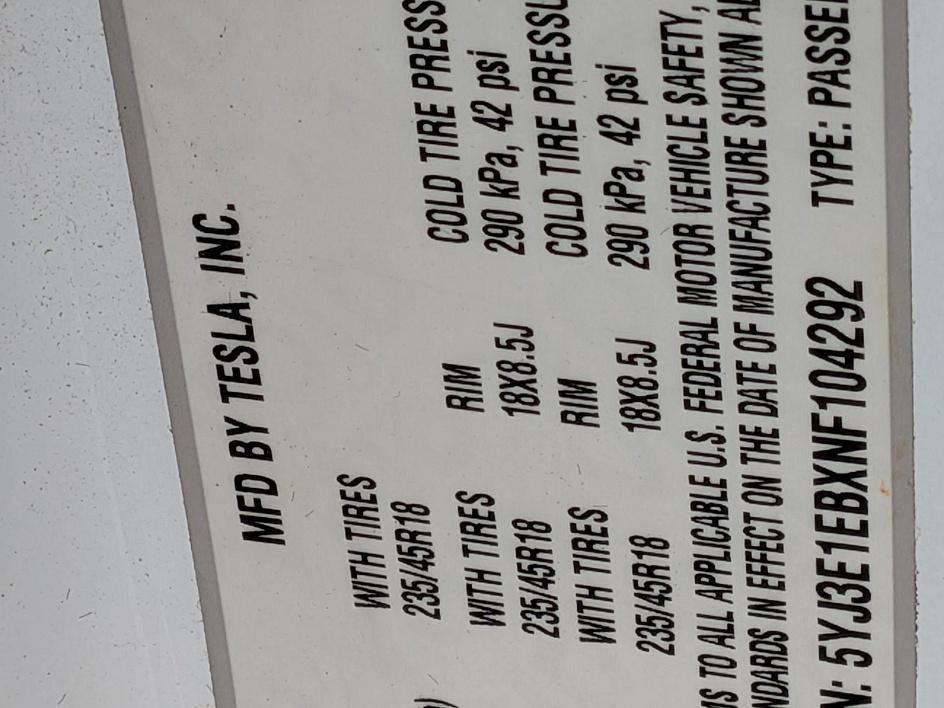 MFD BY TESLA, INC.
WITH TIRES
235/45R18
WITH TIRES RIM COLD TIRE PRESS
235/45R18 18X8.5J 290 kPa, 42 psi
WITH TIRES RIM COLD TIRE PRESSU
235/45R18 18X8.5J 290 kPa, 42 psi
MS TO ALL APPLICABLE U.S. FEDERAL MOTOR VEHICLE SAFETY,
NDARDS IN EFFECT ON THE DATE OF MANUFACTURE SHOWN A
N: 5YJ3E1EBXNF104292 TYPE: PASSE